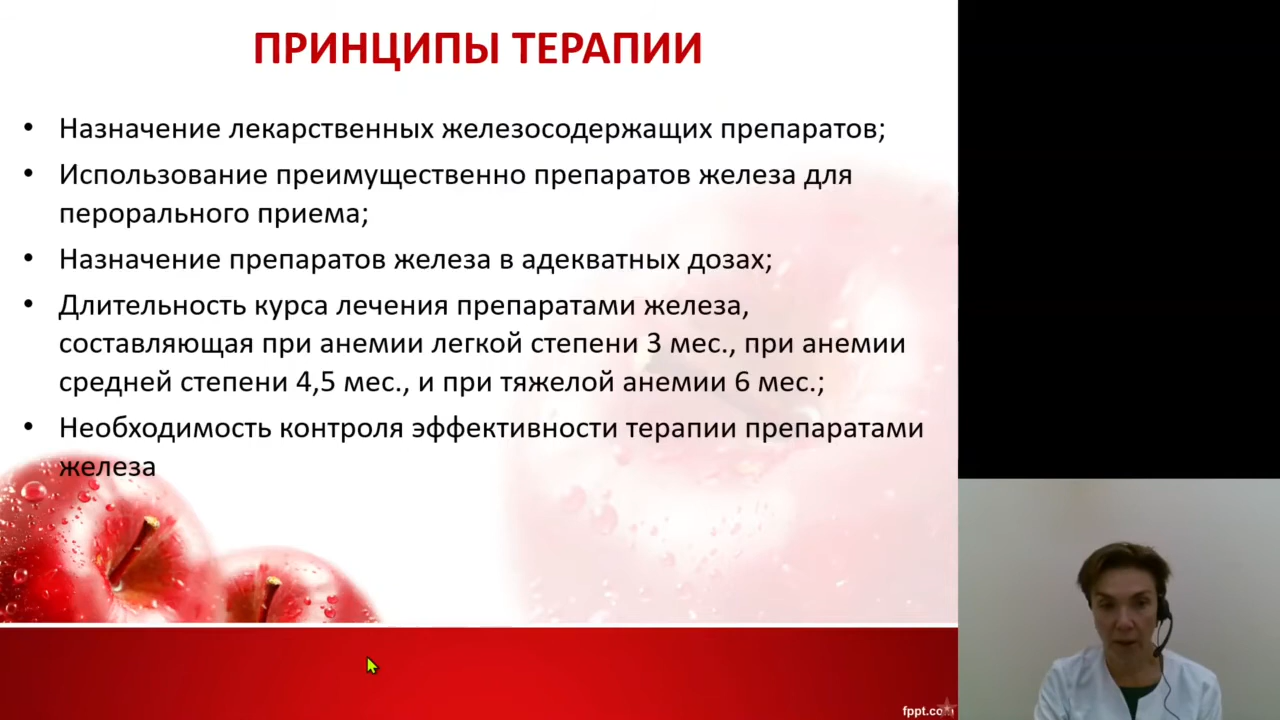 ПРИНЦИПЫ ТЕРАПИИ
• Назначение лекарственных железосодержащих препаратов;
• Использование преимущественно препаратов железа для
перорального приема;
• Назначение препаратов железа в адекватных дозах;
• Длительность курса лечения препаратами железа,
составляющая при анемии легкой степени 3 мес., при анемии
средней степени 4,5 мес., и при тяжелой анемии 6 мес.;
• Необходимость контроля эффективности терапии препаратами
железа
fppt.com